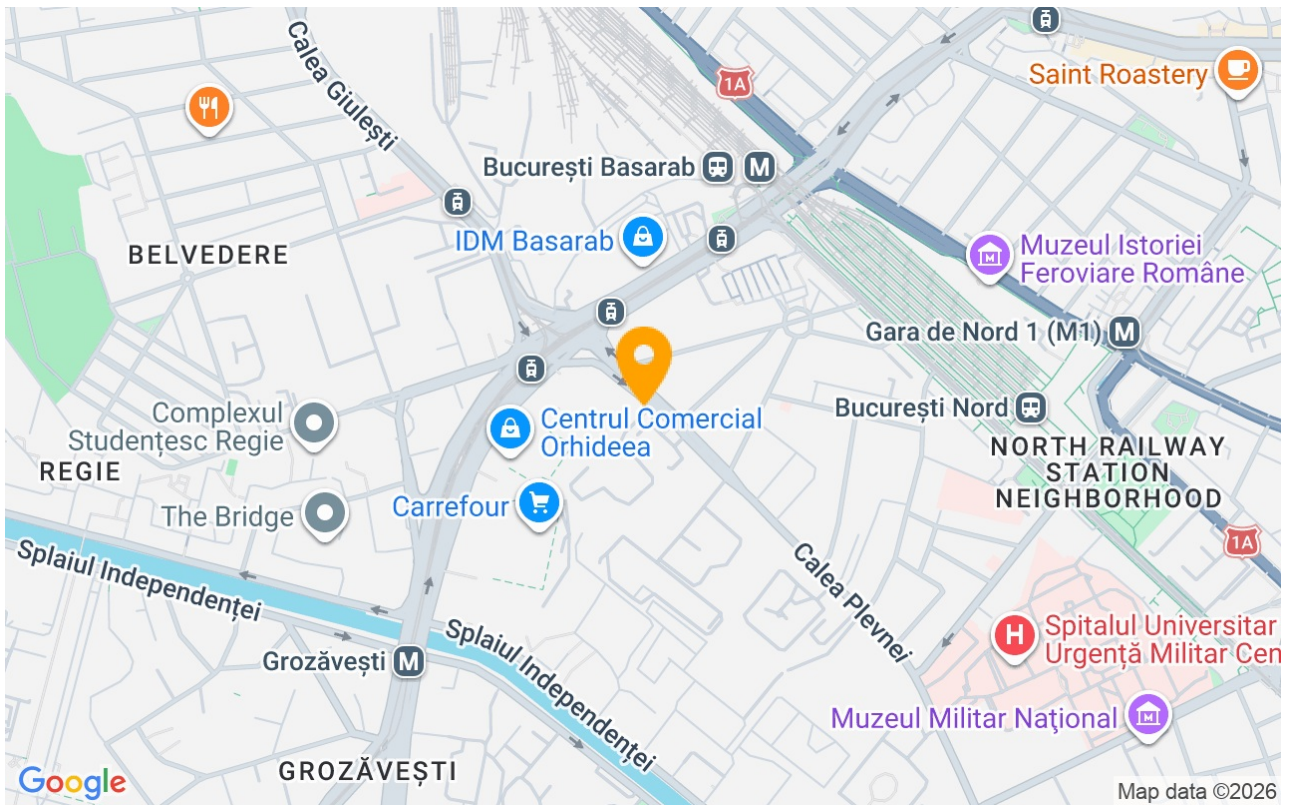 Calea Giulești
1A
Saint Roastery
București Basarab
M
IDM Basarab
BELVEDERE
Muzeul Istoriei
Feroviare Române
Gara de Nord 1 (M1)
M
București Nord
Complexul
Studențesc Regie
Centrul Comercial
Orhideea
REGIE
NORTH RAILWAY
STATION
NEIGHBORHOOD
The Bridge
Carrefour
1A
Splaiul Independenței
Calea Plevnei
H
Spitalul Universitar
Urgență Militar Cen
Splaiul Independenței
Grozăvești
M
Muzeul Militar Național
GROZĂVEȘTI
Google
Map data ©2026